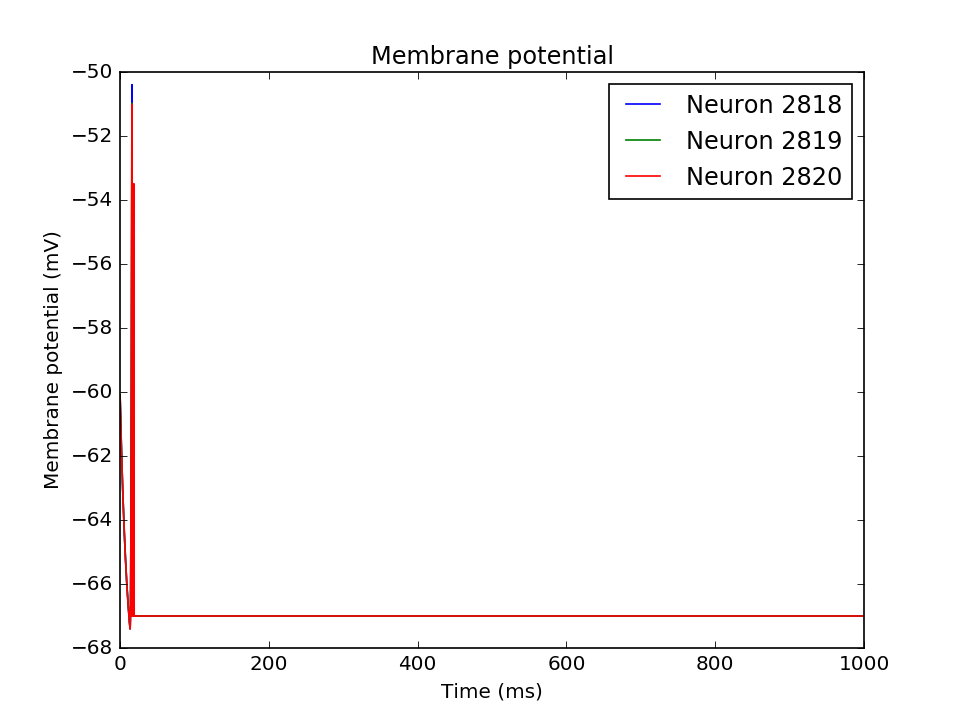 Membrane potential
Neuron 2818
Neuron 2819
Neuron 2820
Membrane potential (mV)
−50
−52
−54
−56
−58
−60
−62
−64
−66
−68
0 200 400 600 800 1000
Time (ms)